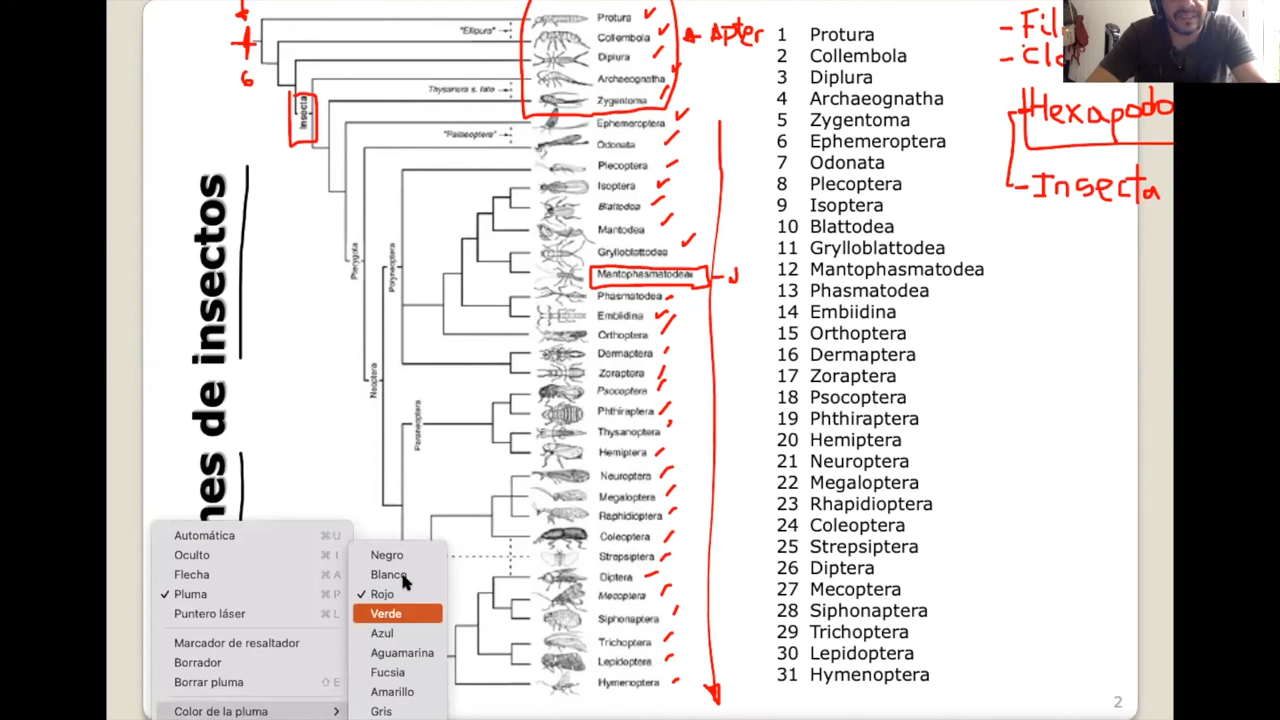 Protura
"Ellipura"
Collembola
Diplura
Archaeognatha
Thysanura s. lato
Zygentoma
Insecta
Ephemeroptera
"Palaeoptera"
Odonata
Plecoptera
Isoptera
Blattodea
Mantodea
Grylloblattodea
Mantophasmatodea
Phasmatodea
Embiidina
Orthoptera
Dermaptera
Zoraptera
Psocoptera
Phthiraptera
Thysanoptera
Hemiptera
Neuroptera
Megaloptera
Raphidioptera
Coleoptera
Strepsiptera
Diptera
Mecoptera
Siphonaptera
Trichoptera
Lepidoptera
Hymenoptera
Pterygota
Neoptera
Polyneoptera
Paraneoptera
nes de insectos
6
Apter
1 Protura
2 Collembola
3 Diplura
4 Archaeognatha
5 Zygentoma
6 Ephemeroptera
7 Odonata
8 Plecoptera
9 Isoptera
10 Blattodea
11 Grylloblattodea
12 Mantophasmatodea
13 Phasmatodea
14 Embiidina
15 Orthoptera
16 Dermaptera
17 Zoraptera
18 Psocoptera
19 Phthiraptera
20 Hemiptera
21 Neuroptera
22 Megaloptera
23 Rhapidioptera
24 Coleoptera
25 Strepsiptera
26 Diptera
27 Mecoptera
28 Siphonaptera
29 Trichoptera
30 Lepidoptera
31 Hymenoptera
- Fil
- Cla
Hexapodo
- Insecta
Automática ⌘U
Oculto ⌘I
Flecha ⌘A
✓ Pluma ⌘P
Puntero láser ⌘L
Marcador de resaltador
Borrador
Borrar pluma ⇧E
Color de la pluma >
Negro
Blanco
✓ Rojo
Verde
Azul
Aguamarina
Fucsia
Amarillo
Gris
2